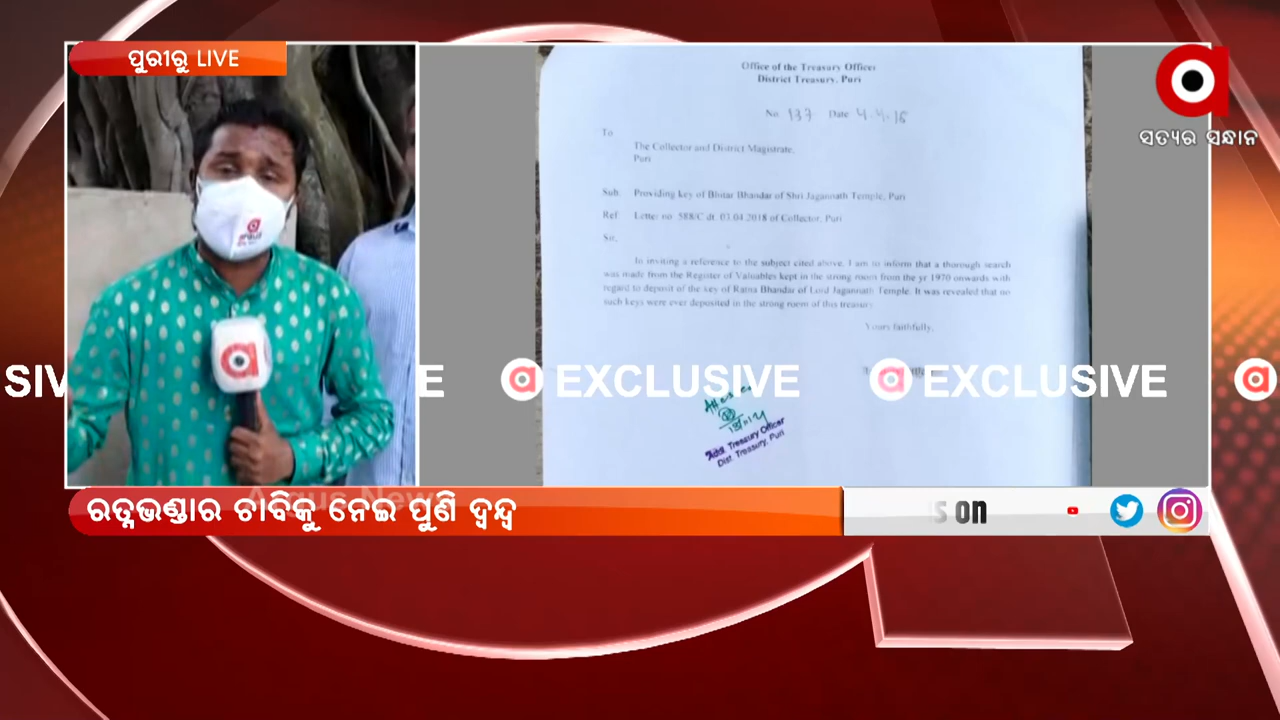 ପୁରୀରୁ LIVE
ସତ୍ୟର ସନ୍ଧାନ
Office of the Treasury Officer
District Treasury, Puri
No. 137 Date 4.4.18
To
The Collector and District Magistrate,
Puri
Sub: Providing key of Bhitar Bhandar of Shri Jagannath Temple, Puri
Ref: Letter no. 588/C dt. 03.04.2018 of Collector, Puri
Sir,
In inviting a reference to the subject cited above, I am to inform that a thorough search
was made from the Register of Valuables kept in the strong room from the yr 1970 onwards with
regard to deposit of the key of Ratna Bhandar of Lord Jagannath Temple. It was revealed that no
such keys were ever deposited in the strong room of this treasury.
Yours faithfully,
SIV E EXCLUSIVE EXCLUSIVE
Addl. Treasury Officer
Dist. Treasury, Puri
Argus News
ରତ୍ନଭଣ୍ଡାର ଚାବିକୁ ନେଇ ପୁଣି ଦ୍ୱନ୍ଦ୍ୱ
S ON